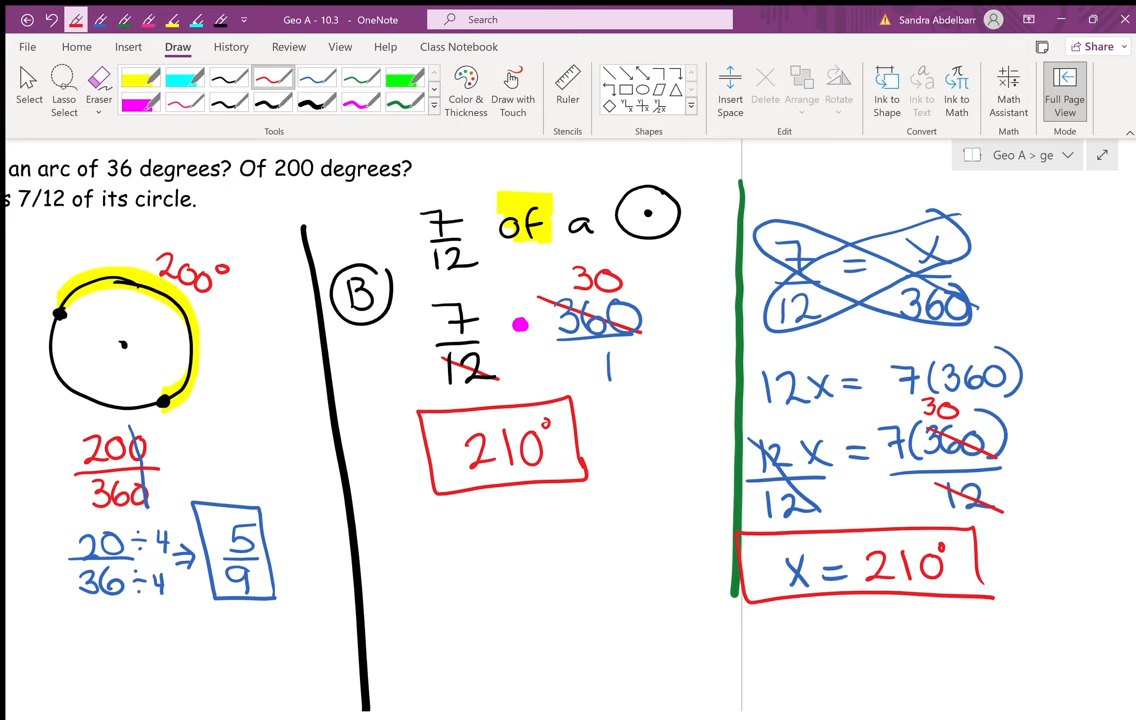 Geo A - 10.3 - OneNote
Search
Sandra Abdelbarr
File Home Insert Draw History Review View Help Class Notebook
Share
Select
Lasso Select
Eraser
Color & Thickness
Draw with Touch
Ruler
Insert Space
Delete
Arrange
Rotate
Ink to Shape
Ink to Text
Ink to Math
Math Assistant
Full Page View
Tools Stencils Shapes Edit Convert Math Mode
Geo A > ge
an arc of 36 degrees? Of 200 degrees?
s 7/12 of its circle.
200°
200/360
20 ÷ 4 / 36 ÷ 4 ⇒ 5/9
B
7/12 of a
30
7/12 • 360/1
210°
7/12 = x/360
12x = 7(360)
30
12x/12 = 7(360)/12
x = 210°